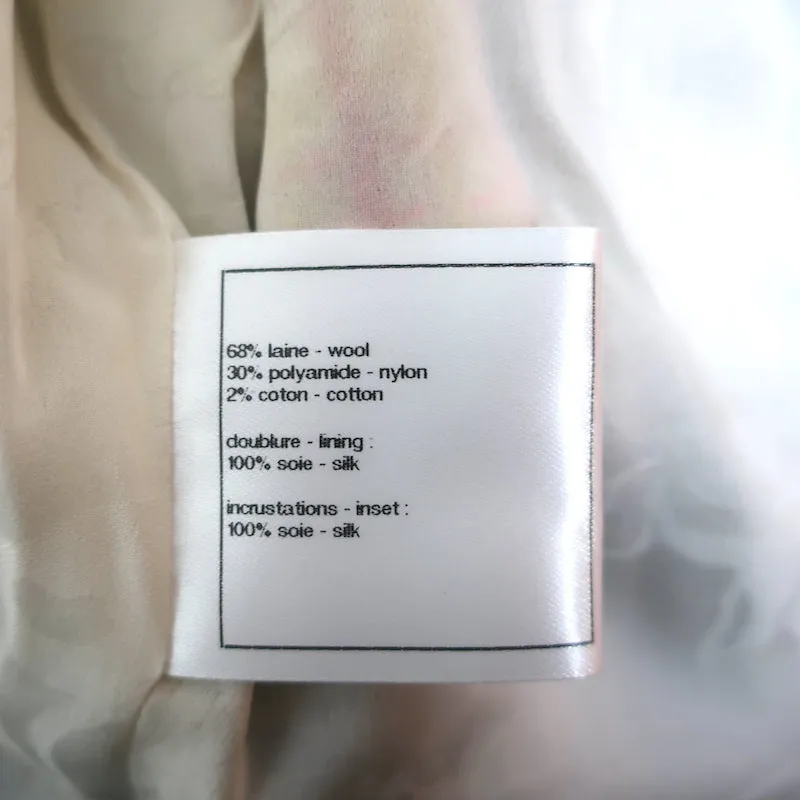 68% laine - wool
30% polyamide - nylon
2% coton - cotton
doublure - lining :
100% soie - silk
incrustations - inset :
100% soie - silk